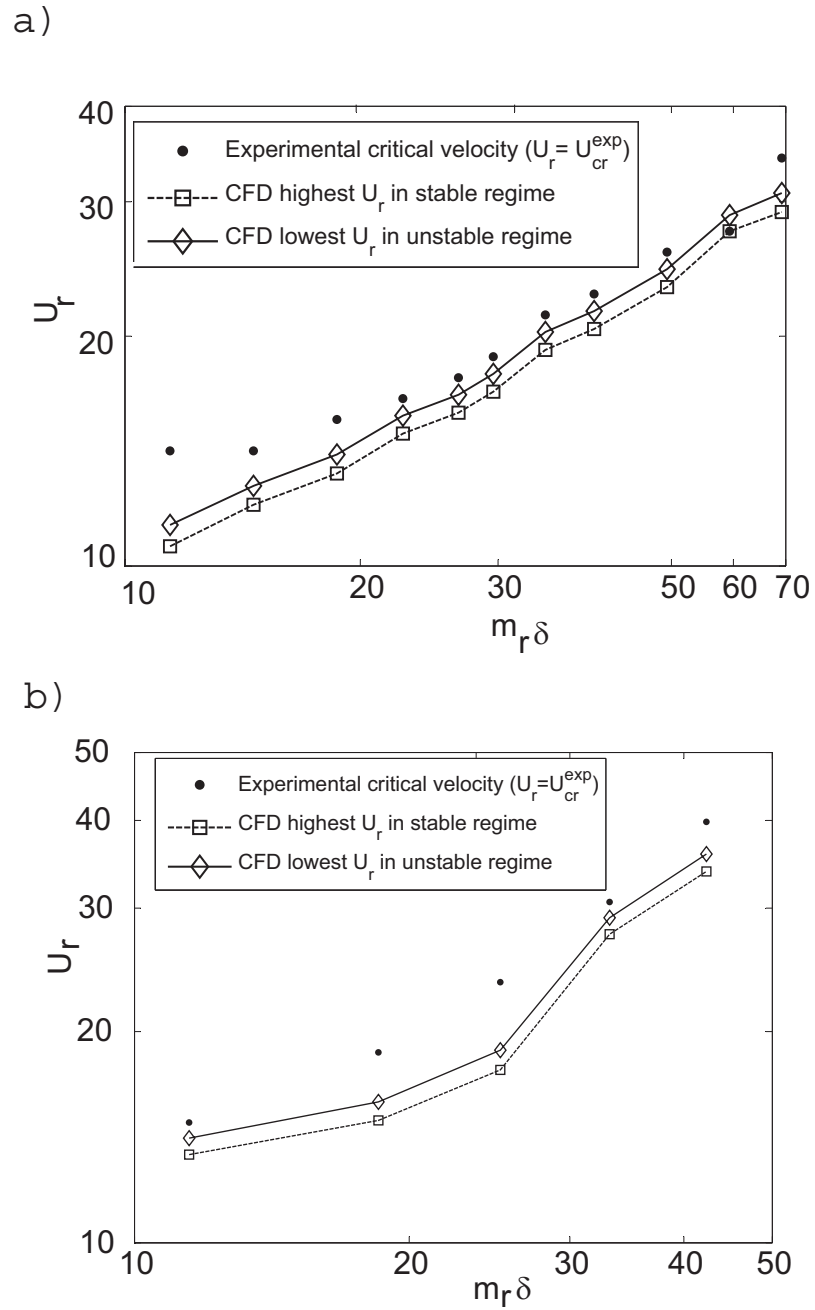 a)
40
30
20
10
U_r
Experimental critical velocity (U_r = U_cr^exp)
CFD highest U_r in stable regime
CFD lowest U_r in unstable regime
10 20 30 50 60 70
m_r δ
b)
50
40
30
20
10
U_r
Experimental critical velocity (U_r=U_cr^exp)
CFD highest U_r in stable regime
CFD lowest U_r in unstable regime
10 20 30 40 50
m_r δ